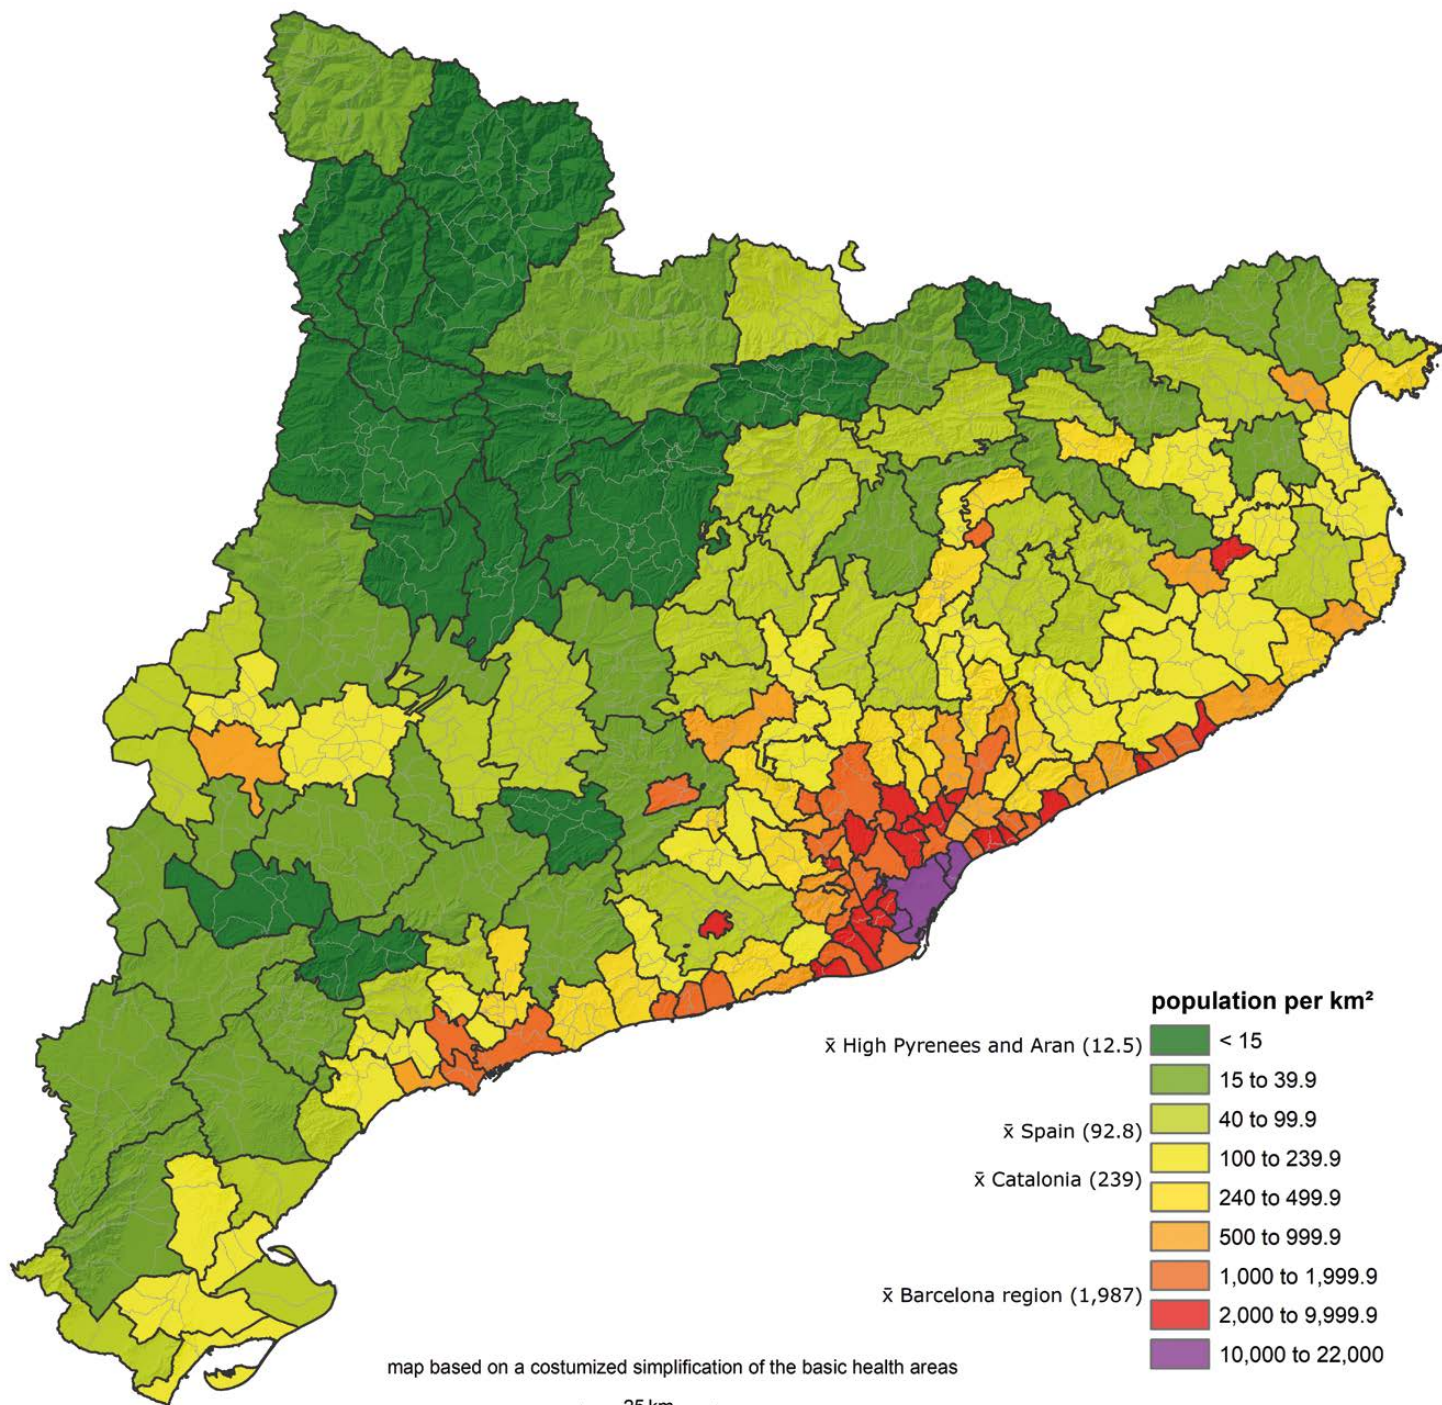 population per km²
x̄ High Pyrenees and Aran (12.5)
< 15
15 to 39.9
40 to 99.9
x̄ Spain (92.8)
100 to 239.9
x̄ Catalonia (239)
240 to 499.9
500 to 999.9
1,000 to 1,999.9
x̄ Barcelona region (1,987)
2,000 to 9,999.9
10,000 to 22,000
map based on a costumized simplification of the basic health areas
25 km